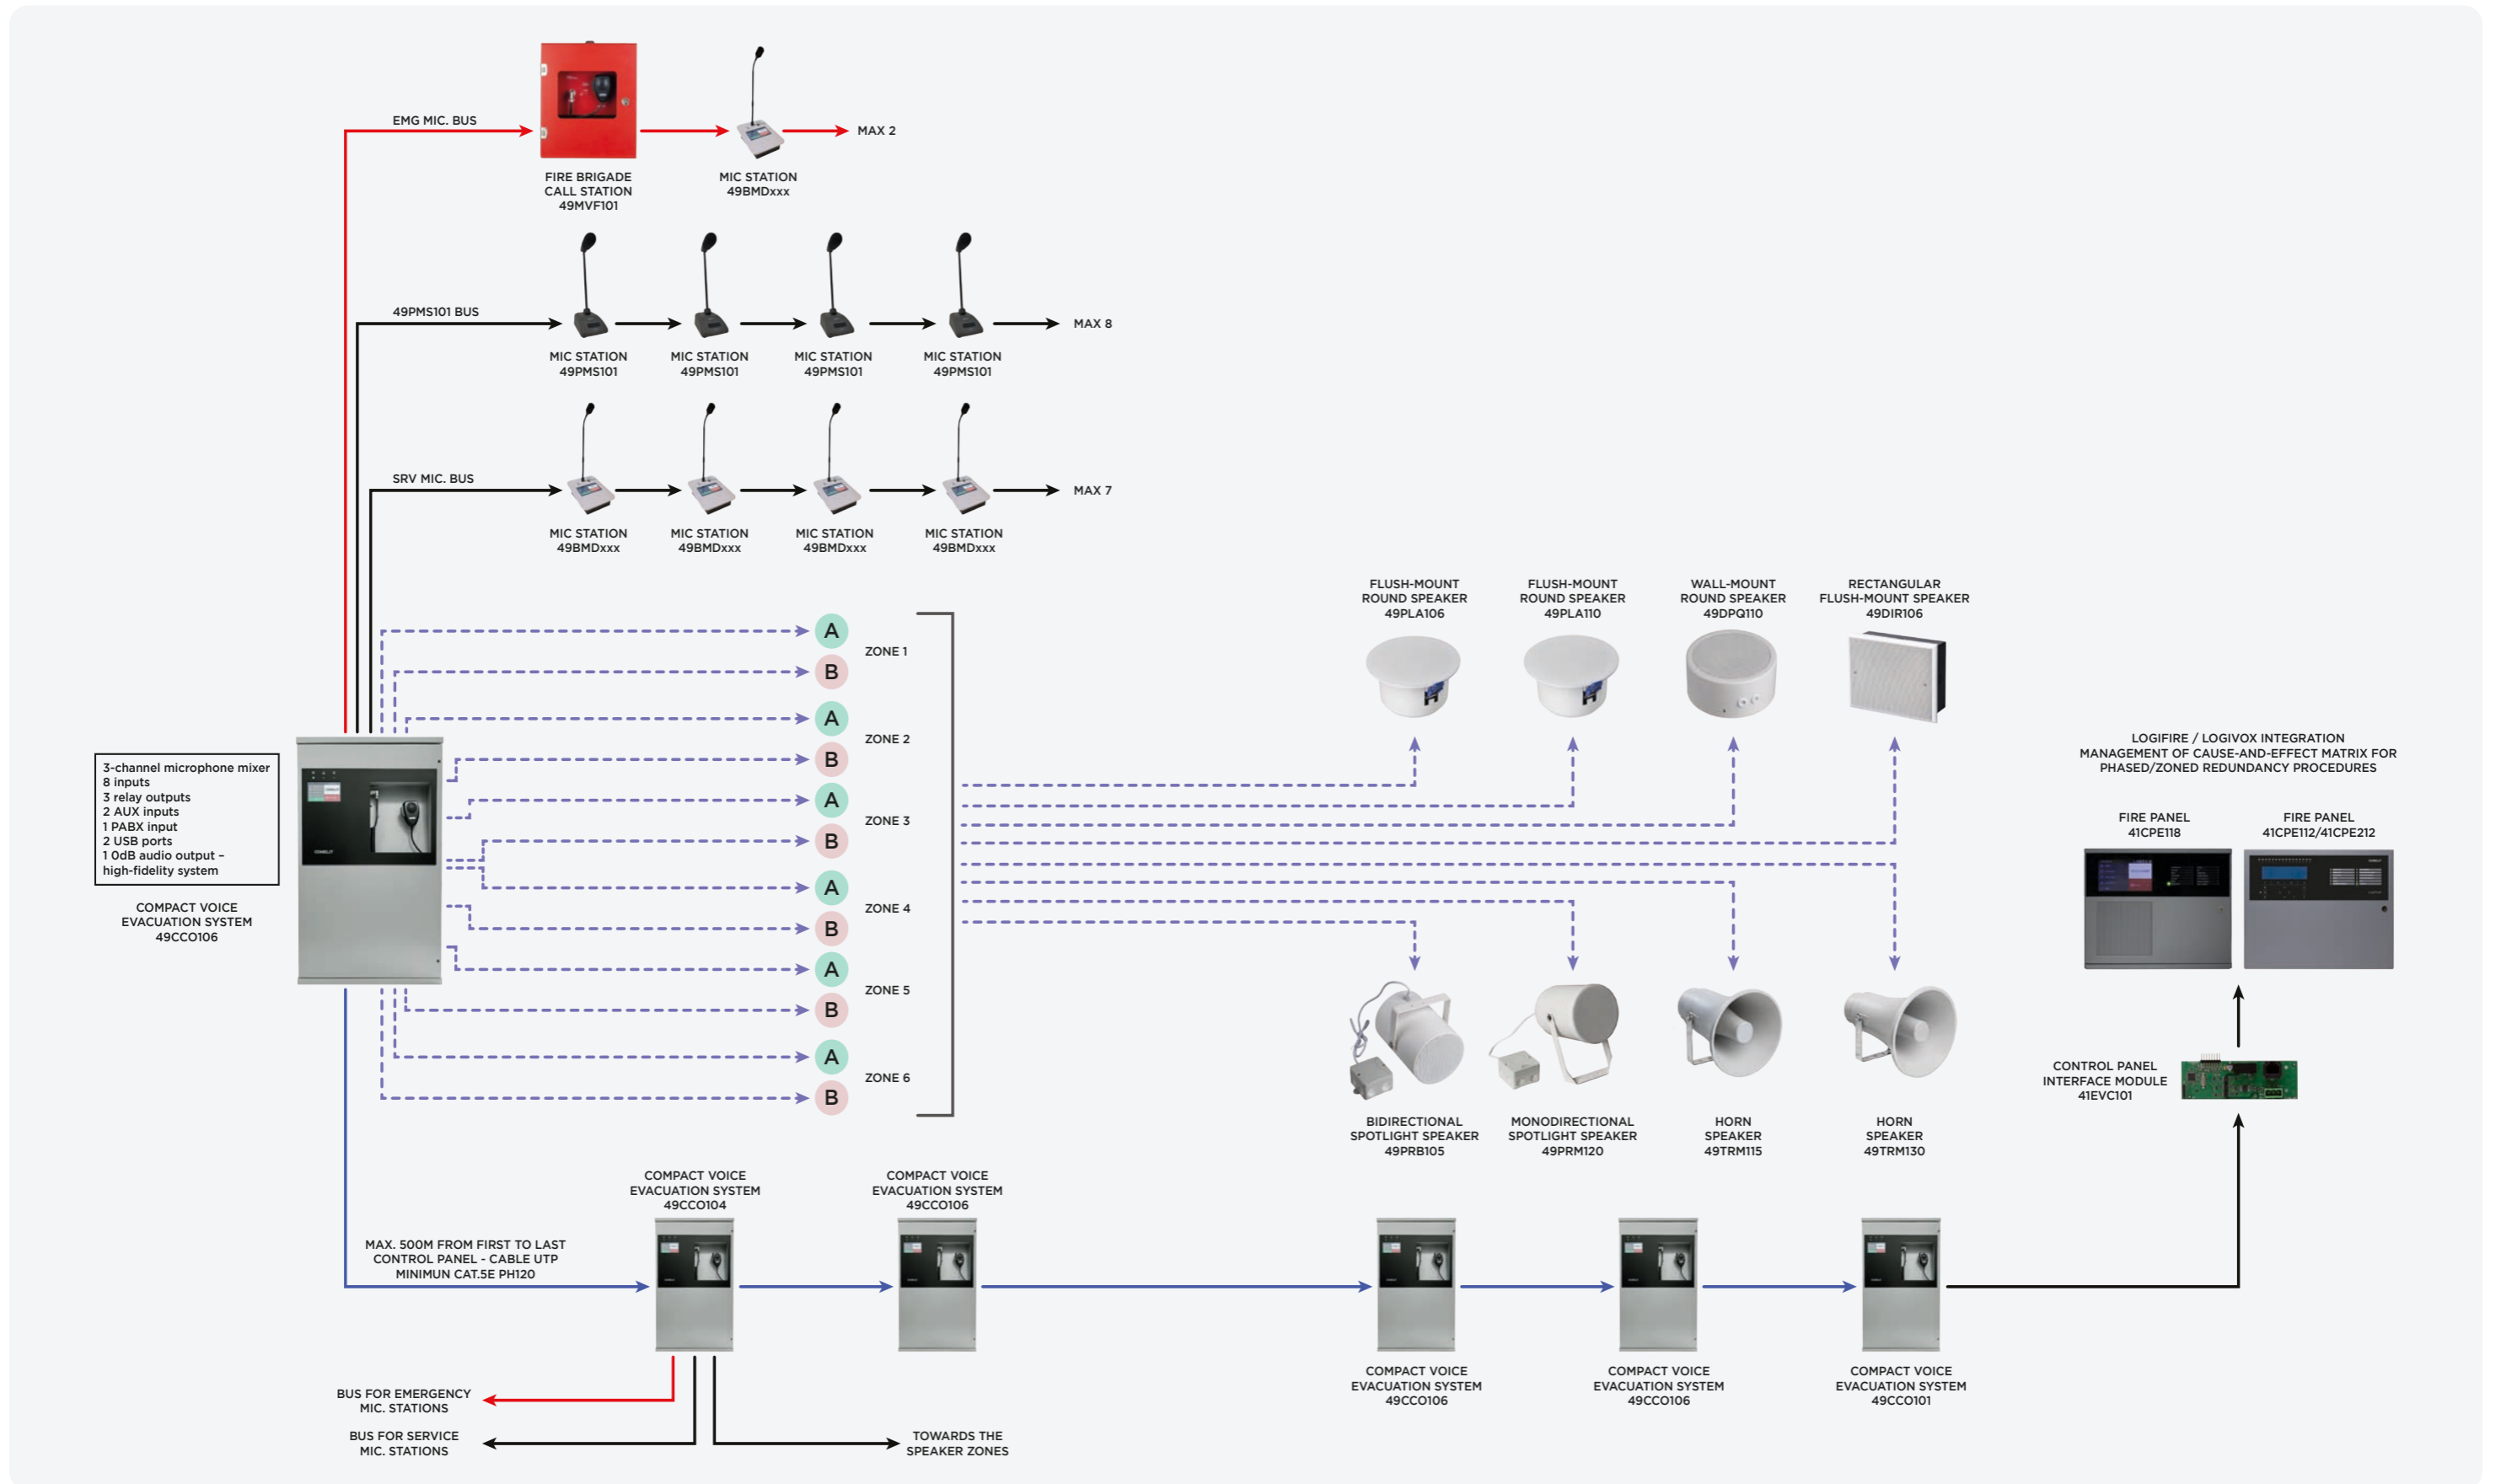 EMG MIC. BUS
MAX 2
FIRE BRIGADE
CALL STATION
49MVF101
MIC STATION
49BMDxxx
49PMS101 BUS
MAX 8
MIC STATION
49PMS101
MIC STATION
49PMS101
MIC STATION
49PMS101
MIC STATION
49PMS101
SRV MIC. BUS
MAX 7
MIC STATION
49BMDxxx
MIC STATION
49BMDxxx
MIC STATION
49BMDxxx
MIC STATION
49BMDxxx
A
ZONE 1
B
A
ZONE 2
B
A
ZONE 3
B
A
ZONE 4
B
A
ZONE 5
B
A
ZONE 6
B
3-channel microphone mixer
8 inputs
3 relay outputs
2 AUX inputs
1 PABX input
2 USB ports
1 0dB audio output –
high-fidelity system
COMPACT VOICE
EVACUATION SYSTEM
49CCO106
FLUSH-MOUNT
ROUND SPEAKER
49PLA106
FLUSH-MOUNT
ROUND SPEAKER
49PLA110
WALL-MOUNT
ROUND SPEAKER
49DPQ110
RECTANGULAR
FLUSH-MOUNT SPEAKER
49DIR106
LOGIFIRE / LOGIVOX INTEGRATION
MANAGEMENT OF CAUSE-AND-EFFECT MATRIX FOR
PHASED/ZONED REDUNDANCY PROCEDURES
FIRE PANEL
41CPE118
FIRE PANEL
41CPE112/41CPE212
CONTROL PANEL
INTERFACE MODULE
41EVC101
BIDIRECTIONAL
SPOTLIGHT SPEAKER
49PRB105
MONODIRECTIONAL
SPOTLIGHT SPEAKER
49PRM120
HORN
SPEAKER
49TRM115
HORN
SPEAKER
49TRM130
COMPACT VOICE
EVACUATION SYSTEM
49CCO104
COMPACT VOICE
EVACUATION SYSTEM
49CCO106
MAX. 500M FROM FIRST TO LAST
CONTROL PANEL - CABLE UTP
MINIMUN CAT.5E PH120
COMPACT VOICE
EVACUATION SYSTEM
49CCO106
COMPACT VOICE
EVACUATION SYSTEM
49CCO106
COMPACT VOICE
EVACUATION SYSTEM
49CCO101
BUS FOR EMERGENCY
MIC. STATIONS
BUS FOR SERVICE
MIC. STATIONS
TOWARDS THE
SPEAKER ZONES